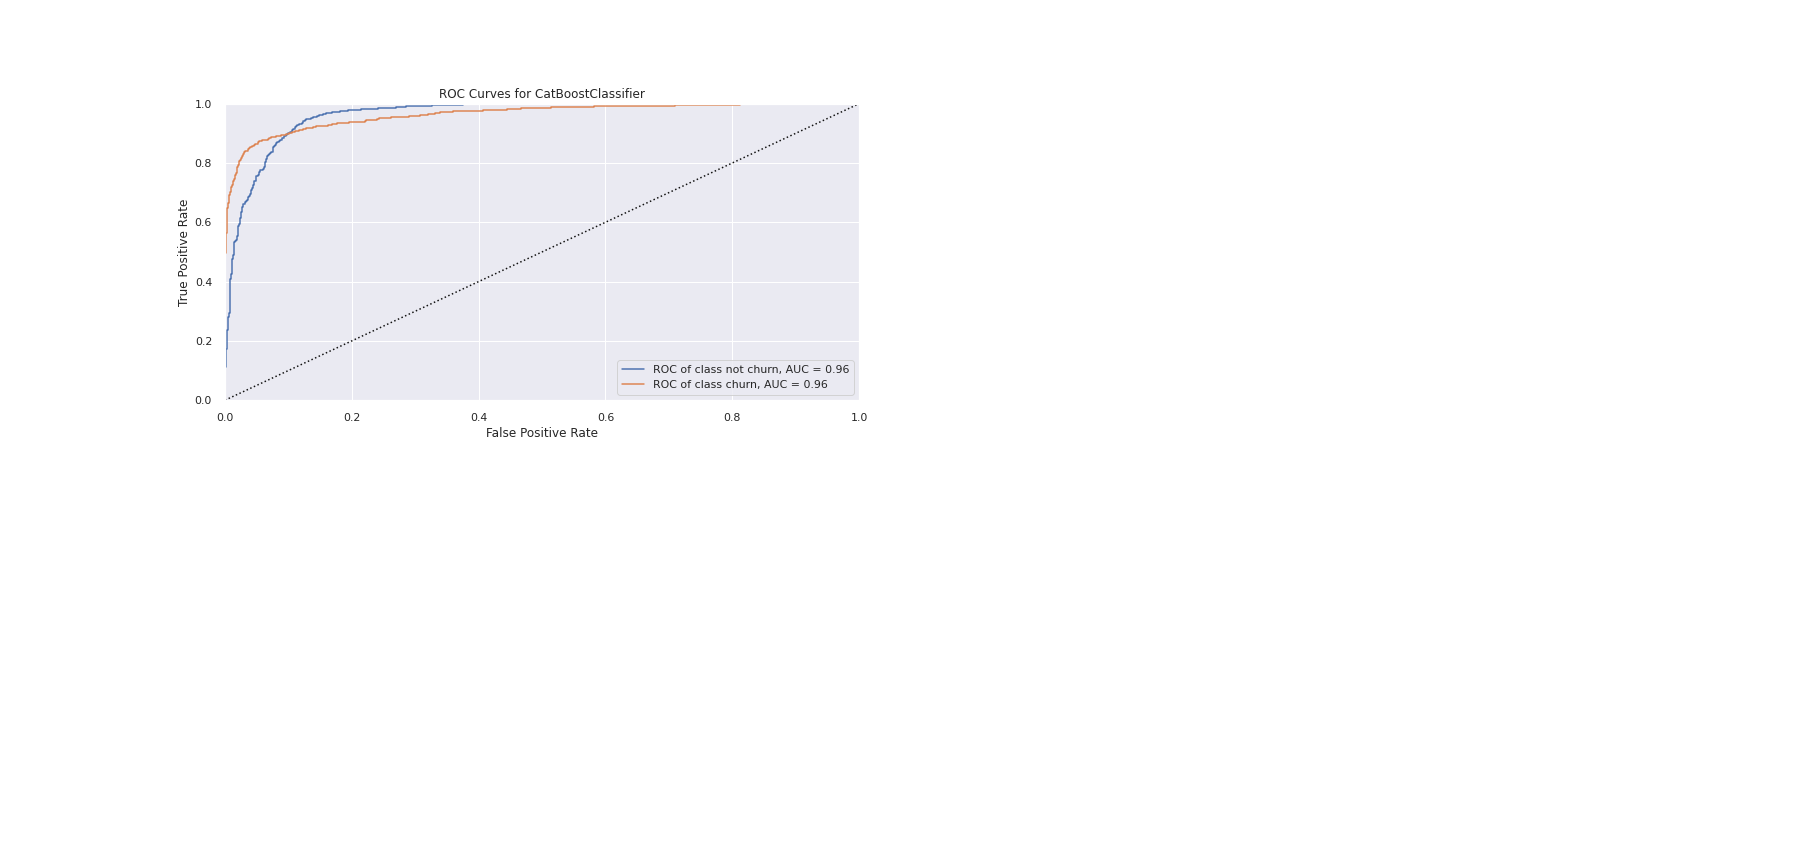 ROC Curves for CatBoostClassifier
True Positive Rate
1.0
0.8
0.6
0.4
0.2
0.0
ROC of class not churn, AUC = 0.96
ROC of class churn, AUC = 0.96
0.0 0.2 0.4 0.6 0.8 1.0
False Positive Rate